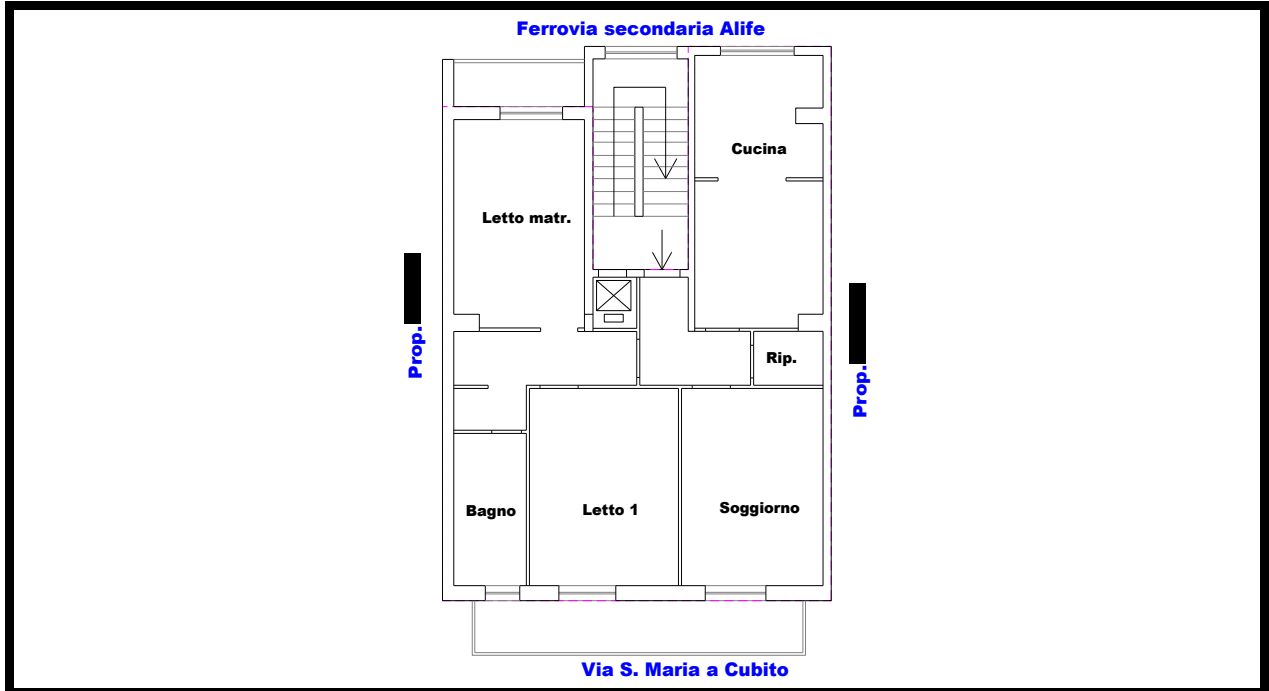 Ferrovia secondaria Alife
Cucina
Letto matr.
Prop.
Prop.
Rip.
Bagno
Letto 1
Soggiorno
Via S. Maria a Cubito